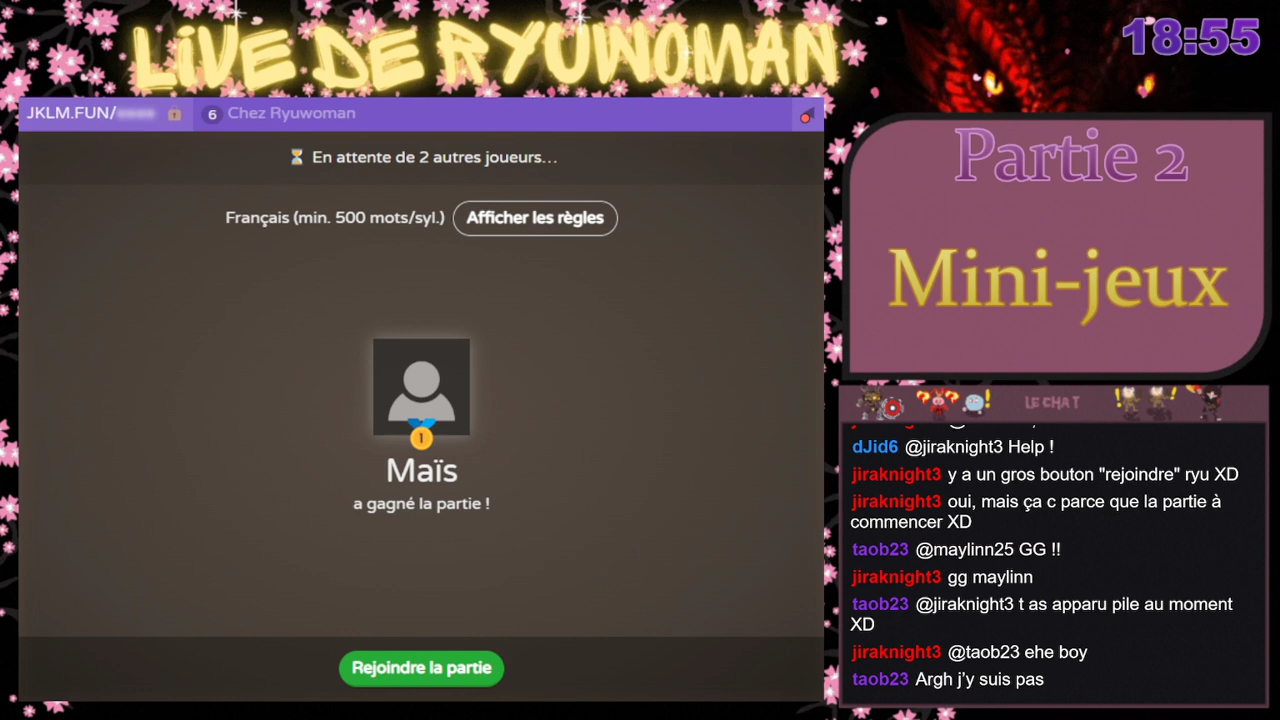 LIVE DE RYUWOMAN
18:55
JKLM.FUN/
6 Chez Ryuwoman
En attente de 2 autres joueurs…
Français (min. 500 mots/syl.) Afficher les règles
1
Maïs
a gagné la partie !
Rejoindre la partie
Partie 2
Mini-jeux
LE CHAT
dJid6 @jiraknight3 Help !
jiraknight3 y a un gros bouton "rejoindre" ryu XD
jiraknight3 oui, mais ça c parce que la partie à
commencer XD
taob23 @maylinn25 GG !!
jiraknight3 gg maylinn
taob23 @jiraknight3 t as apparu pile au moment
XD
jiraknight3 @taob23 ehe boy
taob23 Argh j’y suis pas